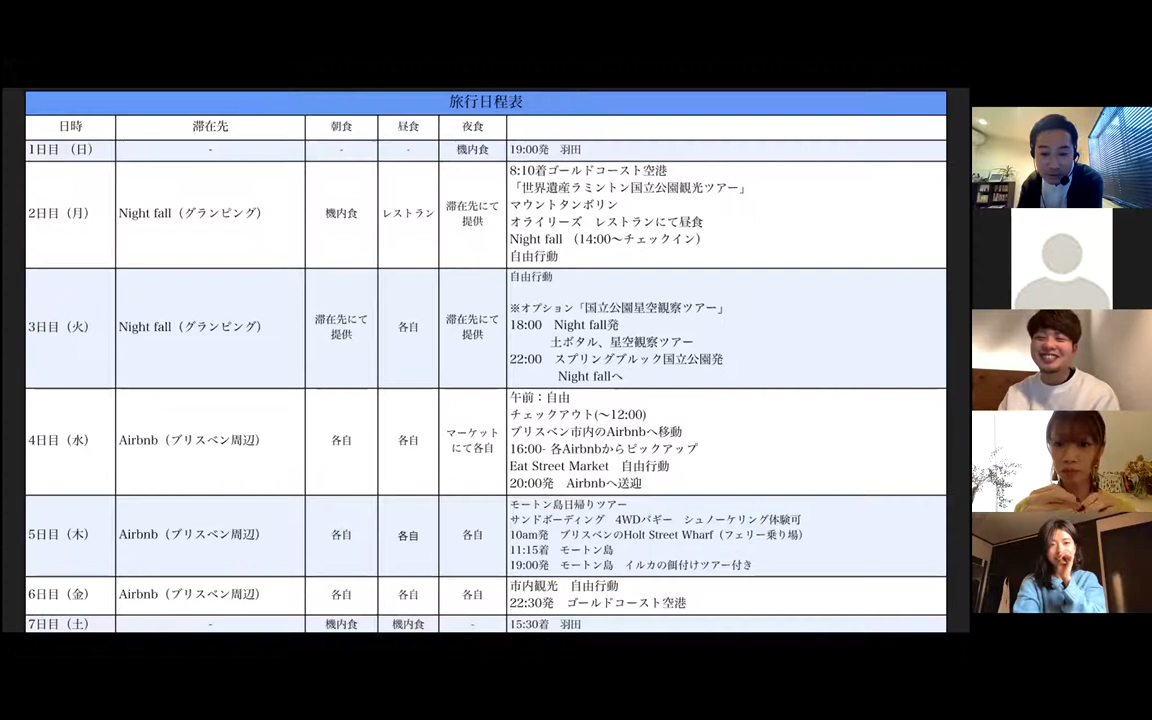 旅行日程表
日時 滞在先 朝食 昼食 夜食
1日目 （日） - - - 機内食 19:00発　羽田
2日目（月） Night fall（グランピング） 機内食 レストラン 滞在先にて提供 8:10着ゴールドコースト空港
「世界遺産ラミントン国立公園観光ツアー」
マウントタンボリン
オライリーズ　レストランにて昼食
Night fall （14:00〜チェックイン）
自由行動
3日目（火） Night fall（グランピング） 滞在先にて提供 各自 滞在先にて提供 自由行動
※オプション「国立公園星空観察ツアー」
18:00　Night fall発
土ボタル、星空観察ツアー
22:00　スプリングブルック国立公園発
Night fallへ
4日目（水） Airbnb（ブリスベン周辺） 各自 各自 マーケットにて各自 午前：自由
チェックアウト(〜12:00)
ブリスベン市内のAirbnbへ移動
16:00- 各Airbnbからピックアップ
Eat Street Market　自由行動
20:00発　Airbnbへ送迎
5日目（木） Airbnb（ブリスベン周辺） 各自 各自 各自 モートン島日帰りツアー
サンドボーディング　4WDバギー　シュノーケリング体験可
10am発　ブリスベンのHolt Street Wharf（フェリー乗り場）
11:15着　モートン島
19:00発　モートン島　イルカの餌付けツアー付き
6日目（金） Airbnb（ブリスベン周辺） 各自 各自 各自 市内観光　自由行動
22:30発　ゴールドコースト空港
7日目（土） - 機内食 機内食 - 15:30着　羽田